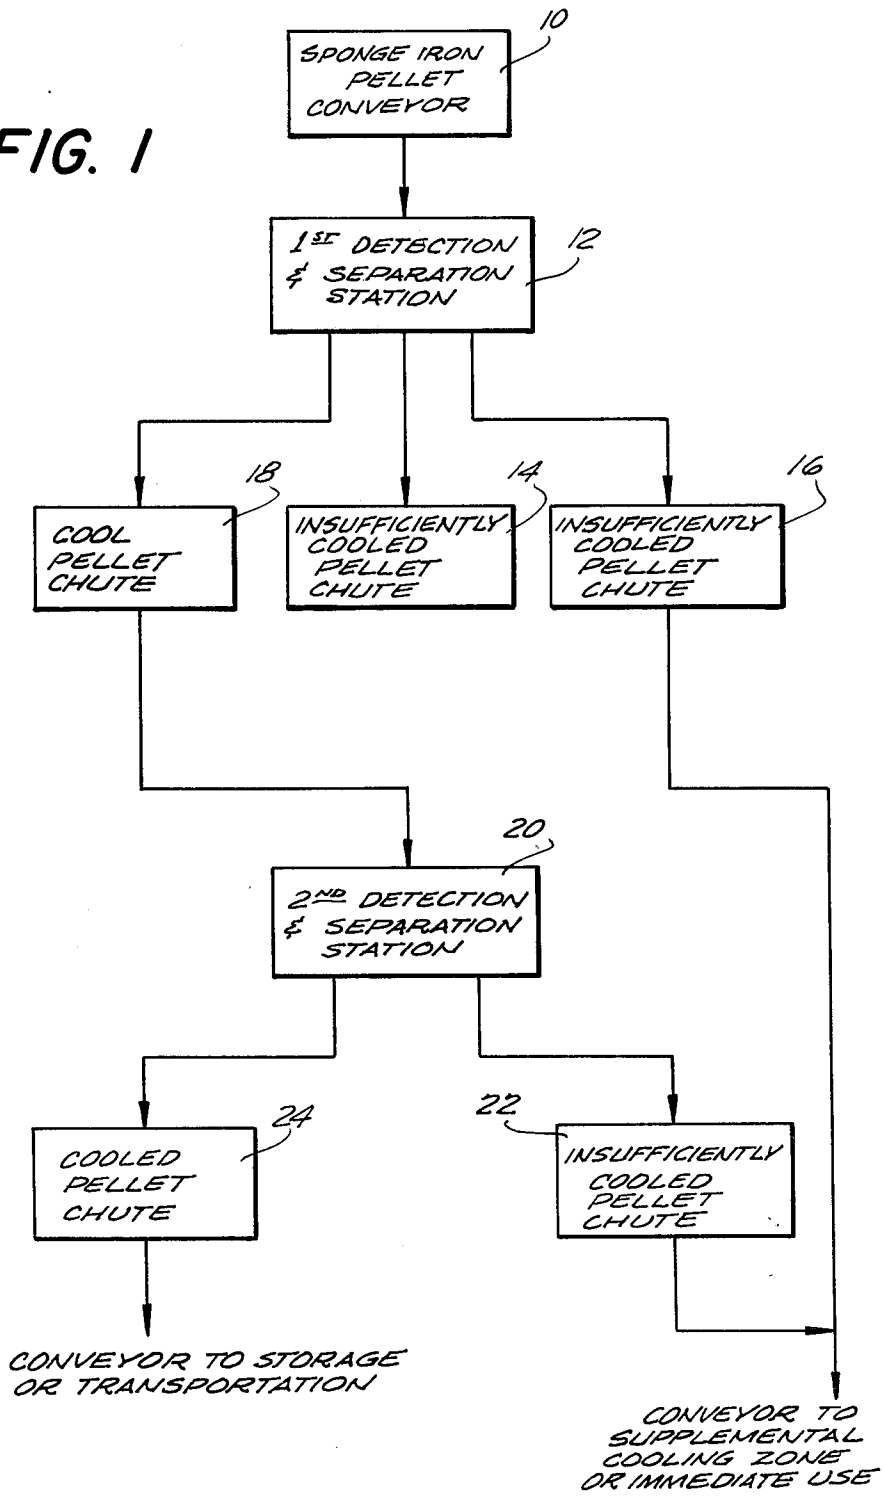 FIG. 1
10
SPONGE IRON
PELLET
CONVEYOR
12
1ST DETECTION
& SEPARATION
STATION
18
COOL
PELLET
CHUTE
14
INSUFFICIENTLY
COOLED
PELLET
CHUTE
16
INSUFFICIENTLY
COOLED
PELLET
CHUTE
20
2ND DETECTION
& SEPARATION
STATION
24
COOLED
PELLET
CHUTE
22
INSUFFICIENTLY
COOLED
PELLET
CHUTE
CONVEYOR TO STORAGE
OR TRANSPORTATION
CONVEYOR TO
SUPPLEMENTAL
COOLING ZONE
OR IMMEDIATE USE